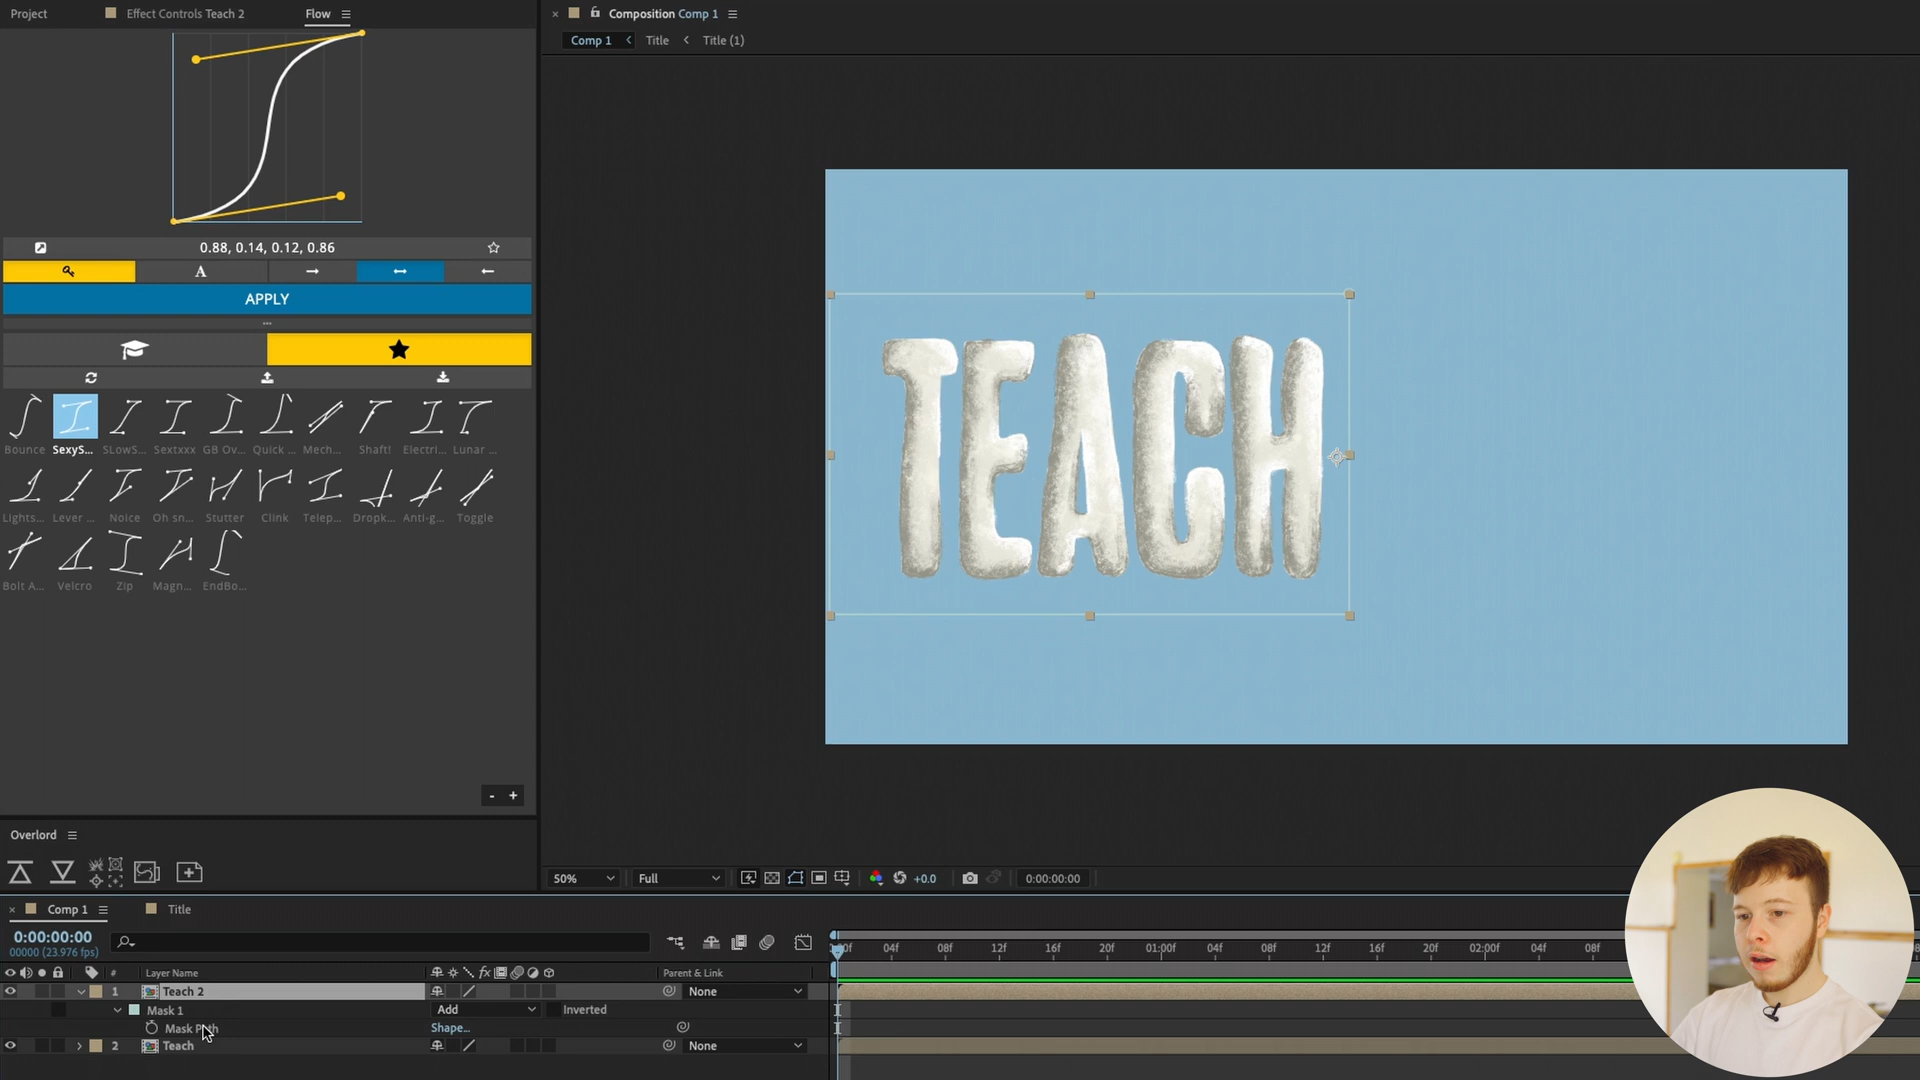 Project
Effect Controls Teach 2
Flow
Composition Comp 1
Comp 1
Title
Title (1)
0.88, 0.14, 0.12, 0.86
A
APPLY
Bounce
SexyS...
SLowS...
Sextxxx
GB Ov...
Quick ...
Mech...
Shaft!
Electri...
Lunar ...
Lights...
Lever ...
Noice
Oh sn...
Stutter
Clink
Telep...
Dropk...
Anti-g...
Toggle
Bolt A...
Velcro
Zip
Magn...
EndBo...
- +
TEACH
Overlord
50%
Full
+0.0
0:00:00:00
Comp 1
Title
0:00:00:00
00000 (23.976 fps)
:00f 04f 08f 12f 16f 20f 01:00f 04f 08f 12f 16f 20f 02:00f 04f 08f
# Layer Name
fx
Parent & Link
1 Teach 2
None
Mask 1
Add
Inverted
Mask Path
Shape...
2 Teach
None